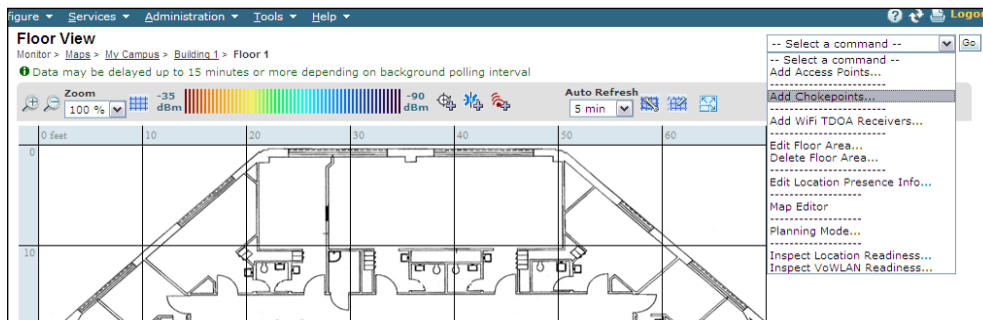 figure Services Administration Tools Help Logou
Floor View
Monitor > Maps > My Campus > Building 1 > Floor 1
Data may be delayed up to 15 minutes or more depending on background polling interval
-- Select a command -- Go
-- Select a command --
Add Access Points...
--------------------
Add Chokepoints...
--------------------
Add WiFi TDOA Receivers...
--------------------
Edit Floor Area...
Delete Floor Area...
--------------------
Edit Location Presence Info...
--------------------
Map Editor
--------------------
Planning Mode...
--------------------
Inspect Location Readiness...
Inspect VoWLAN Readiness...
Zoom
100 %
-35 dBm
-90 dBm
Auto Refresh
5 min
0 feet 10 20 30 40 50 60
0
10